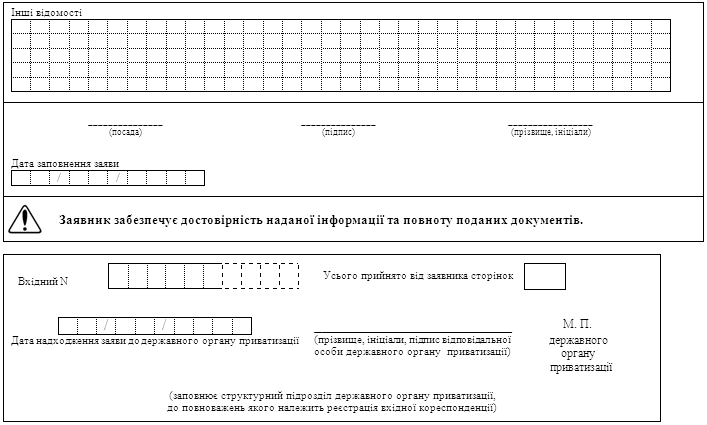 Інші відомості
(посада) (підпис) (прізвище, ініціали)
Дата заповнення заяви
/ /
Заявник забезпечує достовірність наданої інформації та повноту поданих документів.
Вхідний N Усього прийнято від заявника сторінок
/ /
Дата надходження заяви до державного органу приватизації
(прізвище, ініціали, підпис відповідальної
особи державного органу приватизації)
М. П.
державного
органу
приватизації
(заповнює структурний підрозділ державного органу приватизації,
до повноважень якого належить реєстрація вхідної кореспонденції)